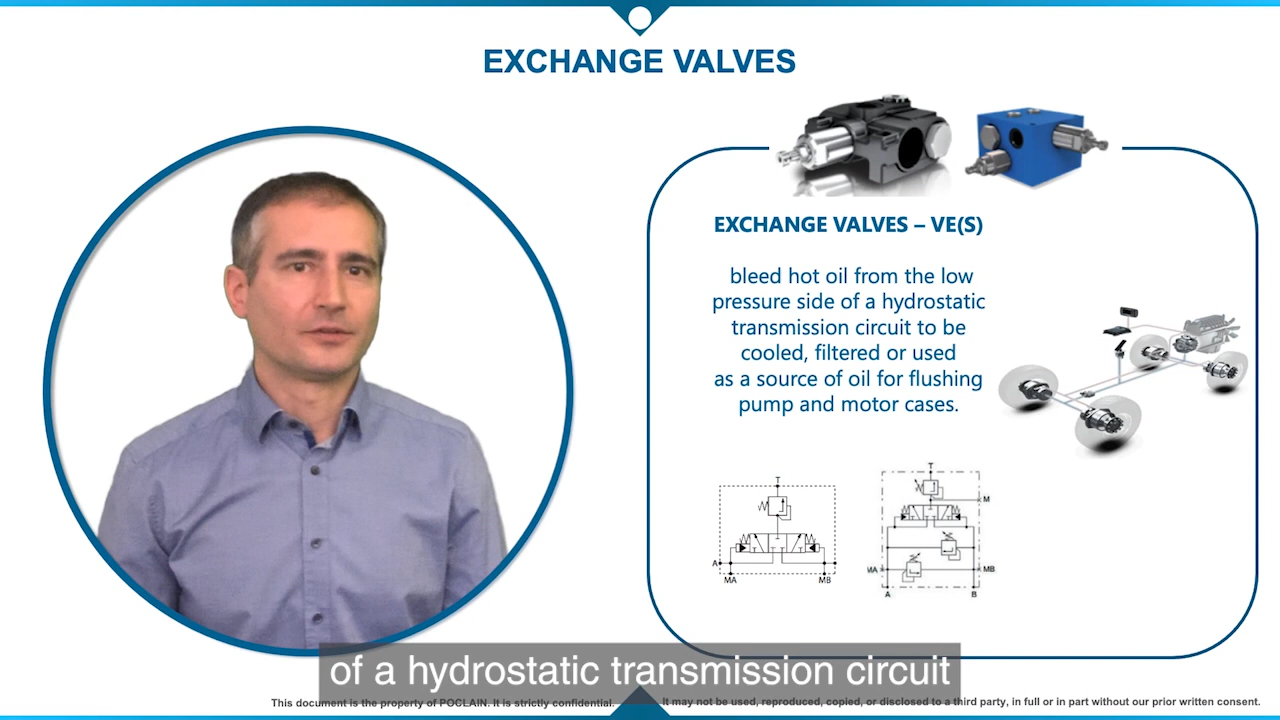 EXCHANGE VALVES
EXCHANGE VALVES – VE(S)
bleed hot oil from the low
pressure side of a hydrostatic
transmission circuit to be
cooled, filtered or used
as a source of oil for flushing
pump and motor cases.
T
A
MA
MB
T
M
MA
MB
A
B
of a hydrostatic transmission circuit
This document is the property of POCLAIN. It is strictly confidential.
It may not be used, reproduced, copied, or disclosed to a third party, in full or in part without our prior written consent.